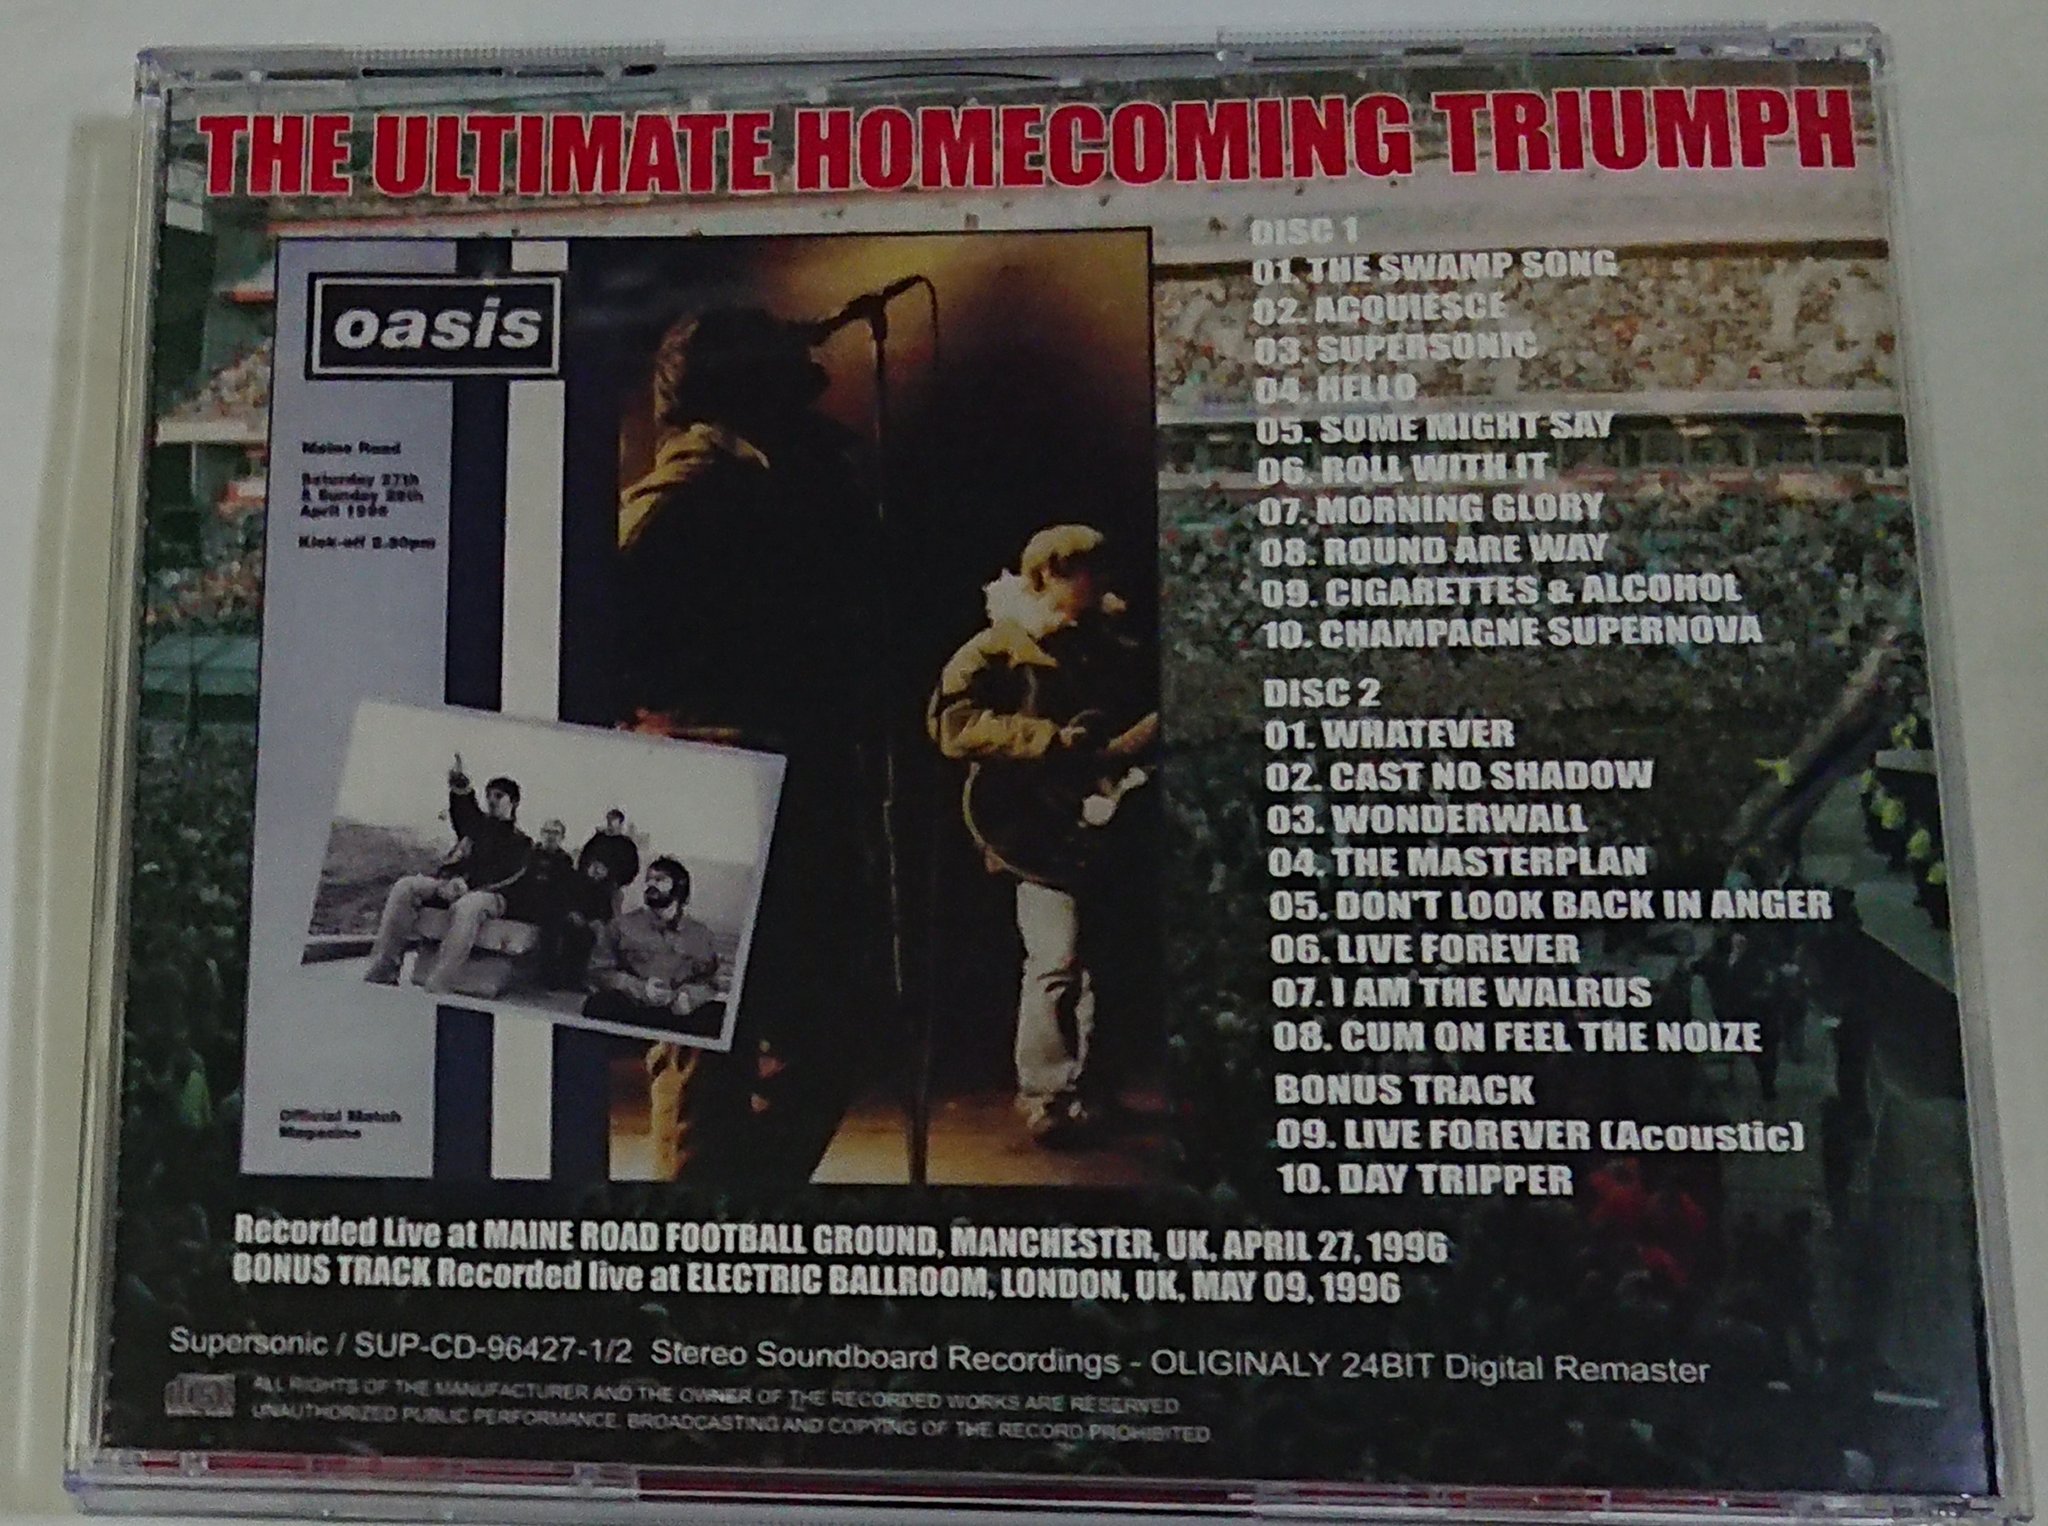 THE ULTIMATE HOMECOMING TRIUMPH
oasis
Maine Road
Saturday 27th
& Sunday 28th
April 1996
Kick-off 2.30pm
Official Match
Magazine
DISC 1
01. THE SWAMP SONG
02. ACQUIESCE
03. SUPERSONIC
04. HELLO
05. SOME MIGHT SAY
06. ROLL WITH IT
07. MORNING GLORY
08. ROUND ARE WAY
09. CIGARETTES & ALCOHOL
10. CHAMPAGNE SUPERNOVA
DISC 2
01. WHATEVER
02. CAST NO SHADOW
03. WONDERWALL
04. THE MASTERPLAN
05. DON'T LOOK BACK IN ANGER
06. LIVE FOREVER
07. I AM THE WALRUS
08. CUM ON FEEL THE NOIZE
BONUS TRACK
09. LIVE FOREVER (Acoustic)
10. DAY TRIPPER
Recorded Live at MAINE ROAD FOOTBALL GROUND, MANCHESTER, UK, APRIL 27, 1996
BONUS TRACK Recorded live at ELECTRIC BALLROOM, LONDON, UK, MAY 09, 1996
Supersonic / SUP-CD-96427-1/2 Stereo Soundboard Recordings - OLIGINALY 24BIT Digital Remaster
ALL RIGHTS OF THE MANUFACTURER AND THE OWNER OF THE RECORDED WORKS ARE RESERVED
UNAUTHORIZED PUBLIC PERFORMANCE. BROADCASTING AND COPYING OF THE RECORD PROHIBITED